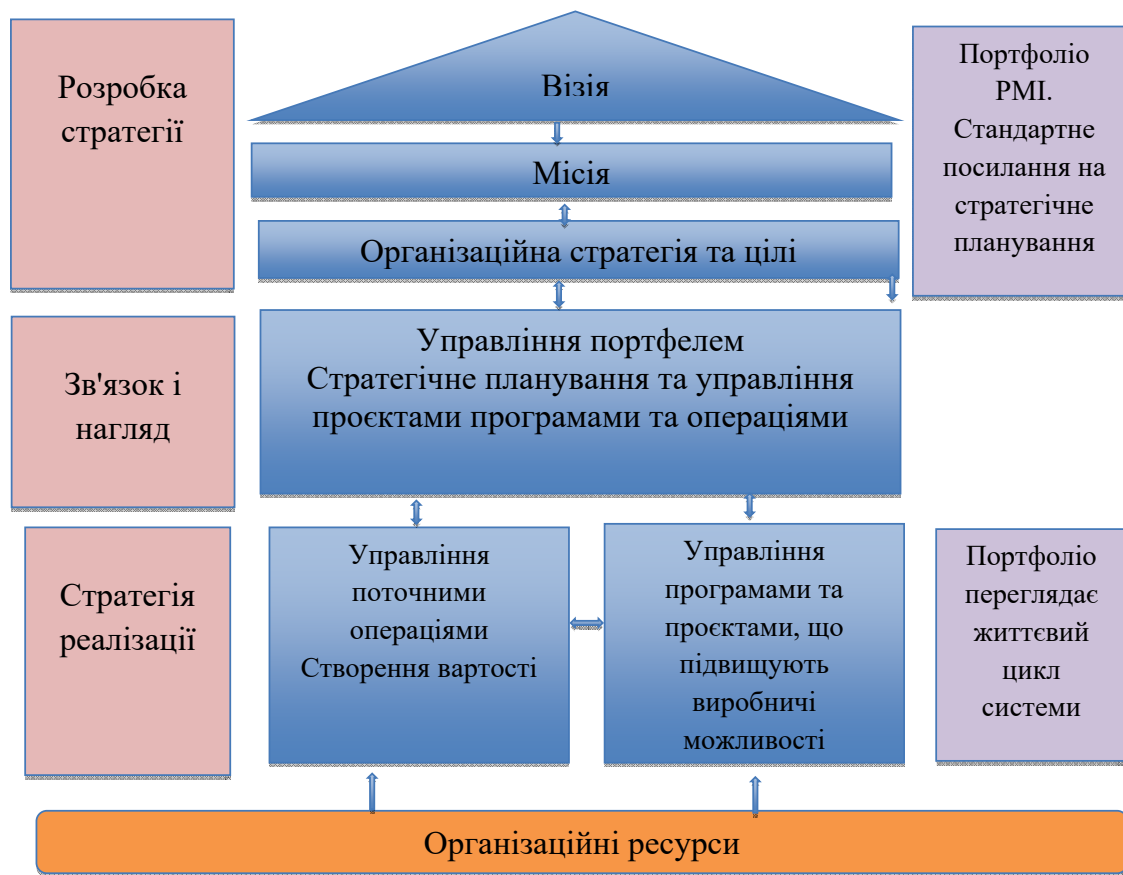 Розробка
стратегії
Візія
Місія
Організаційна стратегія та цілі
Портфоліо
PMI.
Стандартне
посилання на
стратегічне
планування
Зв'язок і
нагляд
Управління портфелем
Стратегічне планування та управління
проєктами програмами та операціями
Стратегія
реалізації
Управління
поточними
операціями
Створення вартості
Управління
програмами та
проєктами, що
підвищують
виробничі
можливості
Портфоліо
переглядає
життєвий
цикл
системи
Організаційні ресурси